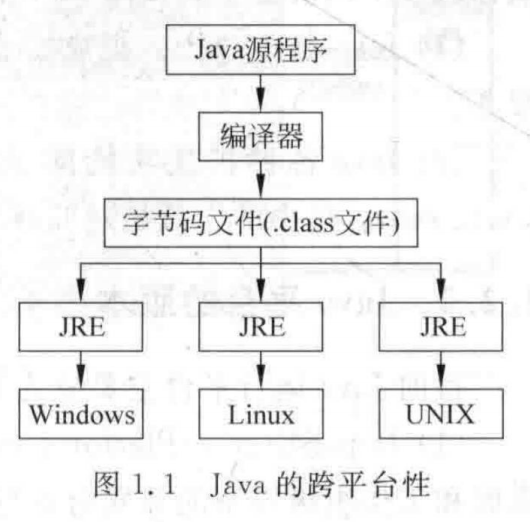 Java源程序
编译器
字节码文件(.class文件)
JRE JRE JRE
Windows Linux UNIX
图 1.1 Java 的跨平台性